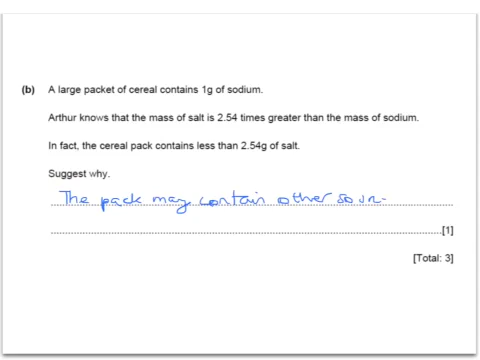 (b) A large packet of cereal contains 1g of sodium.
Arthur knows that the mass of salt is 2.54 times greater than the mass of sodium.
In fact, the cereal pack contains less than 2.54g of salt.
Suggest why.
The pack may contain other
[1]
[Total: 3]